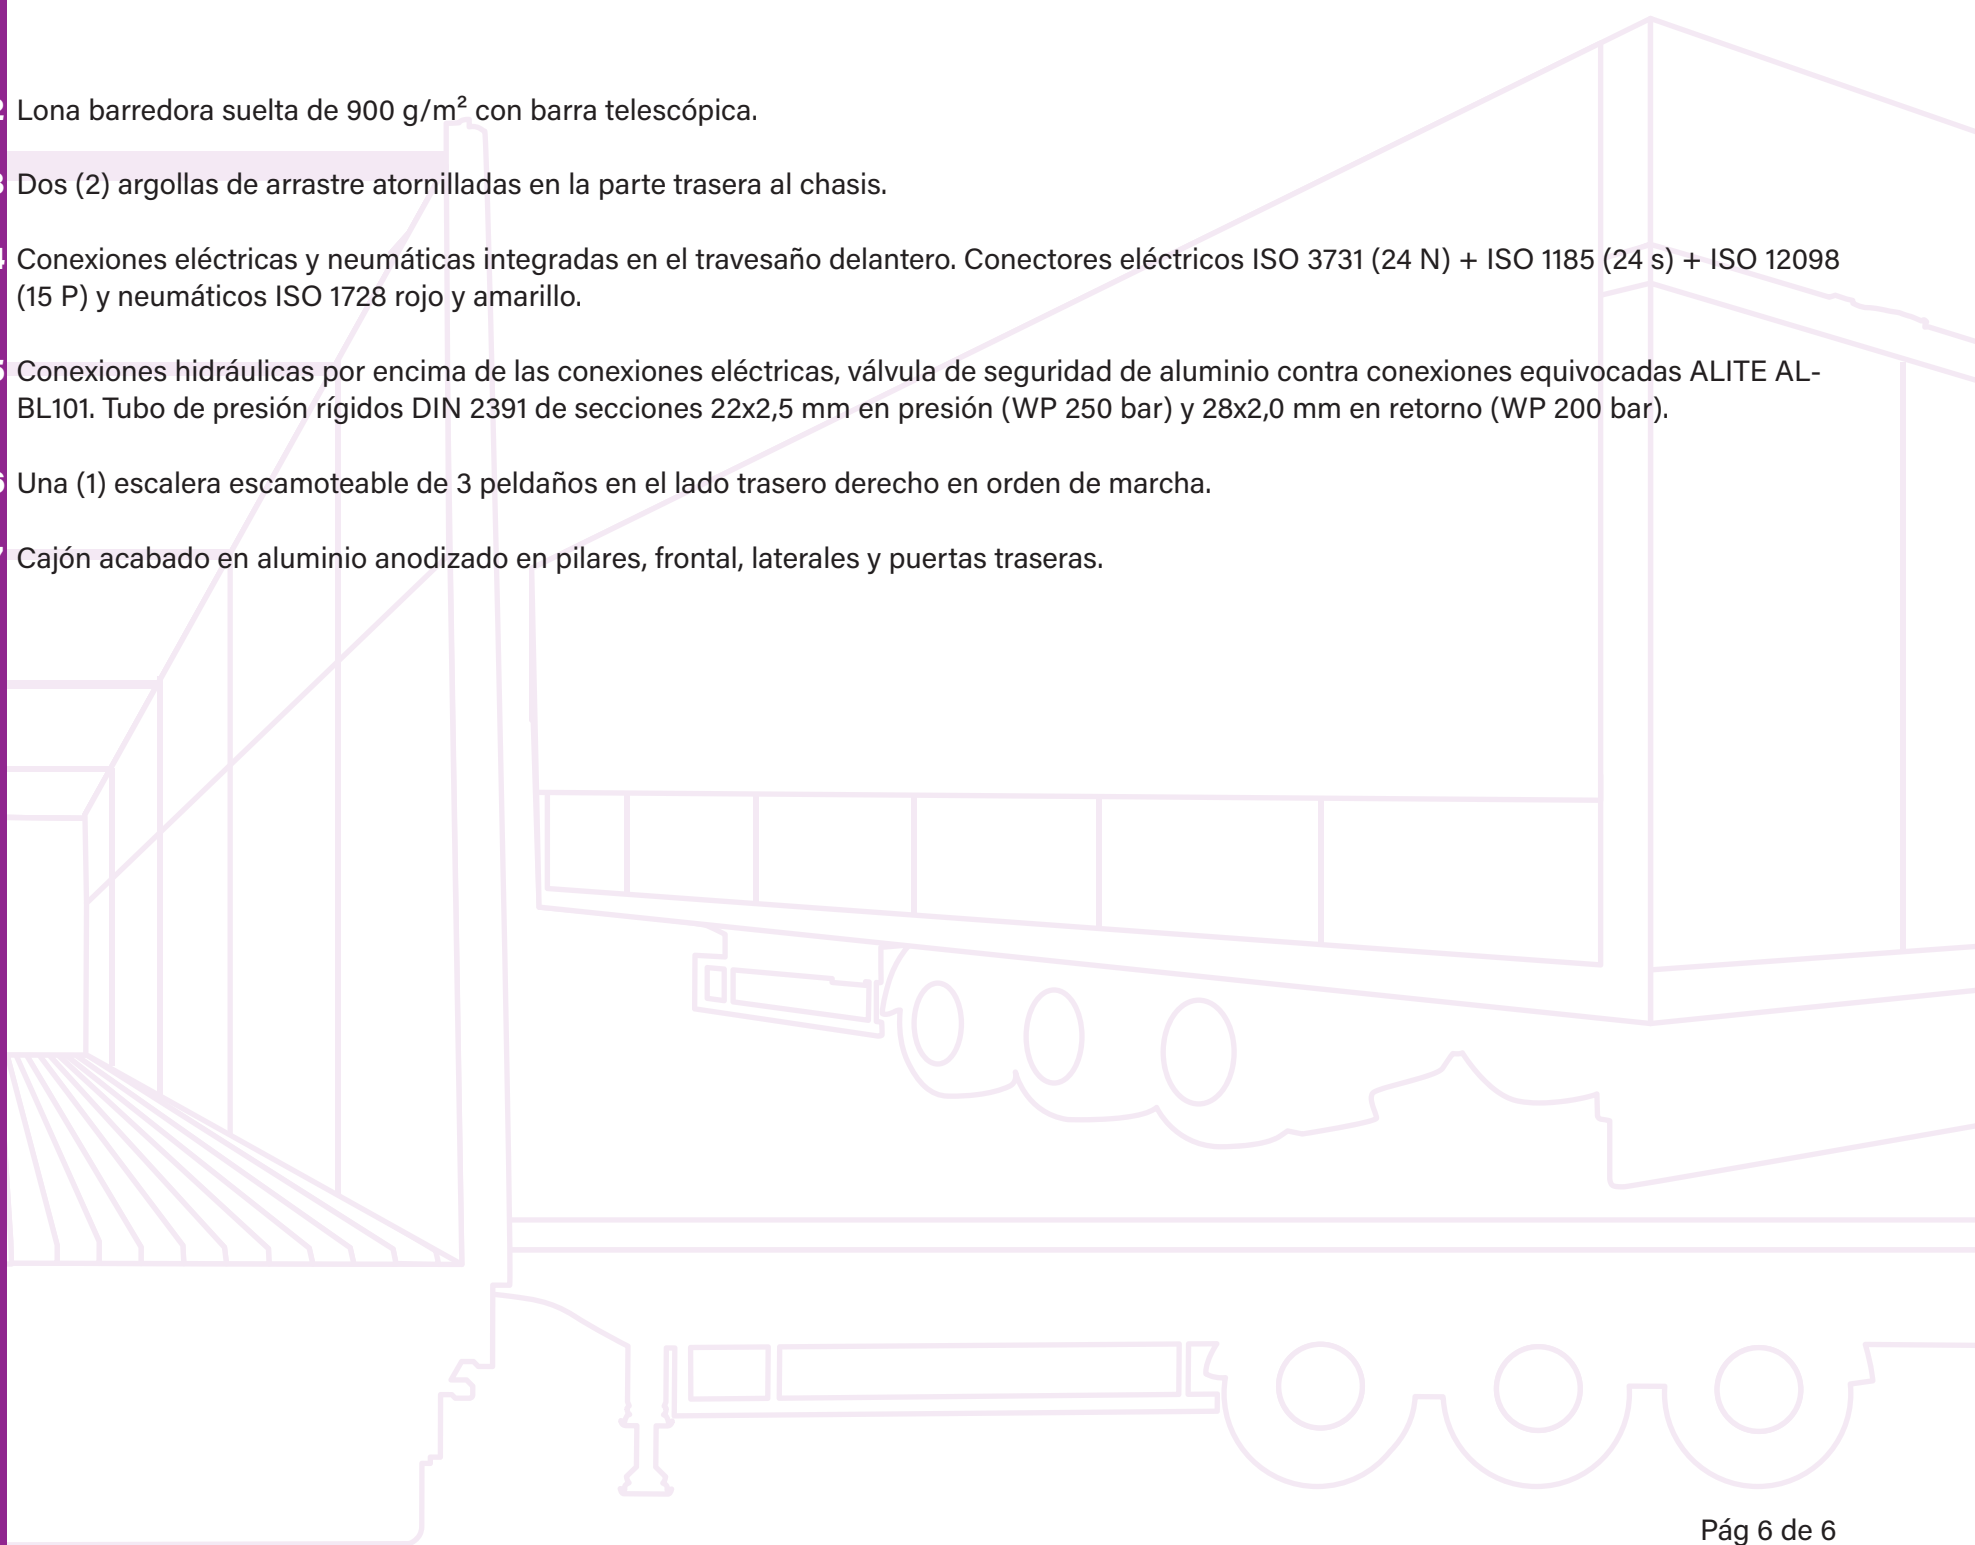 2 Lona barredora suelta de 900 g/m² con barra telescópica.
3 Dos (2) argollas de arrastre atornilladas en la parte trasera al chasis.
4 Conexiones eléctricas y neumáticas integradas en el travesaño delantero. Conectores eléctricos ISO 3731 (24 N) + ISO 1185 (24 s) + ISO 12098
(15 P) y neumáticos ISO 1728 rojo y amarillo.
5 Conexiones hidráulicas por encima de las conexiones eléctricas, válvula de seguridad de aluminio contra conexiones equivocadas ALITE AL-
BL101. Tubo de presión rígidos DIN 2391 de secciones 22x2,5 mm en presión (WP 250 bar) y 28x2,0 mm en retorno (WP 200 bar).
6 Una (1) escalera escamoteable de 3 peldaños en el lado trasero derecho en orden de marcha.
7 Cajón acabado en aluminio anodizado en pilares, frontal, laterales y puertas traseras.
Pág 6 de 6